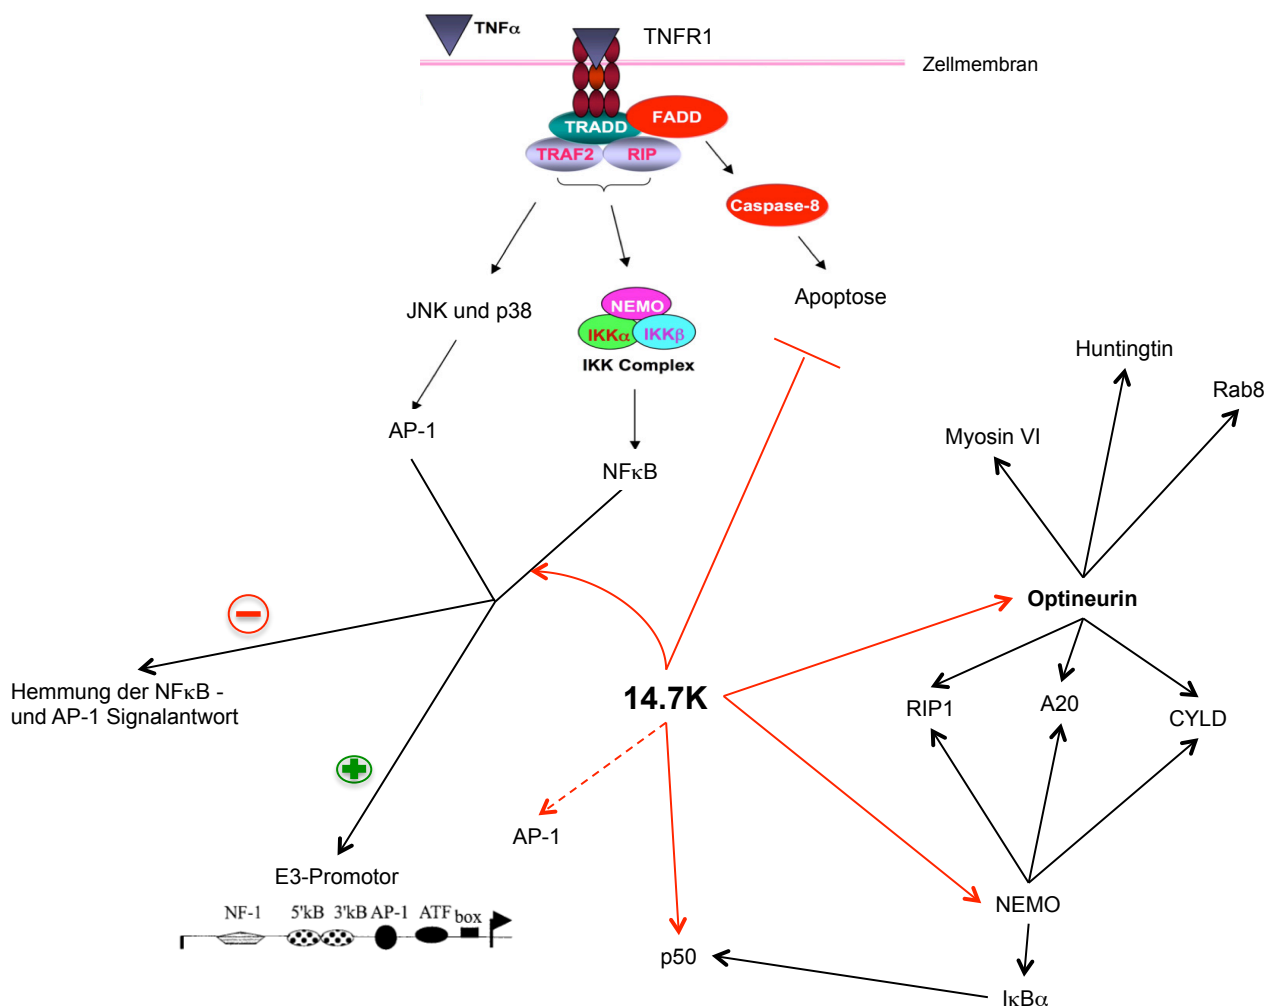 TNFα
TNFR1
Zellmembran
TRADD
FADD
TRAF2
RIP
Caspase-8
Apoptose
JNK und p38
NEMO
IKKα
IKKβ
IKK Complex
AP-1
NFκB
Huntingtin
Rab8
Myosin VI
Optineurin
Hemmung der NFκB -
und AP-1 Signalantwort
14.7K
RIP1
A20
CYLD
AP-1
E3-Promotor
NF-1 5'kB 3'kB AP-1 ATF box
NEMO
p50
IκBα